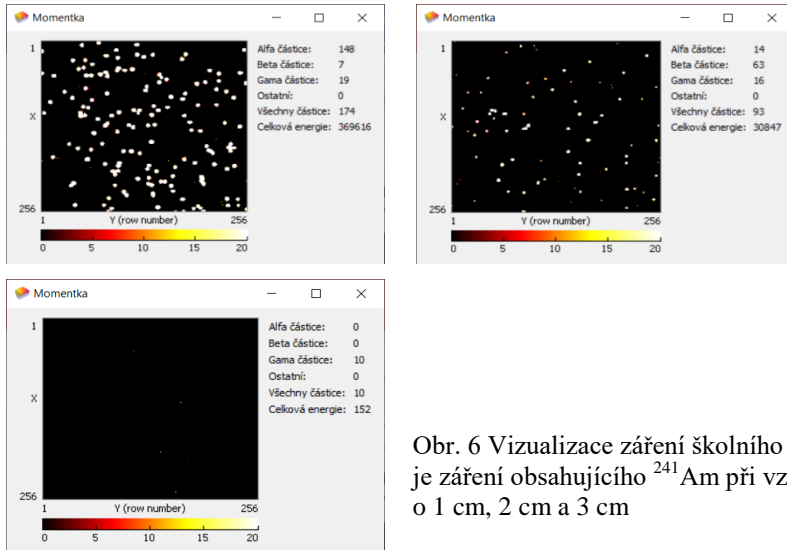 Momentka
Alfa částice: 148
Beta částice: 7
Gama částice: 19
Ostatní: 0
Všechny částice: 174
Celková energie: 369616
1
X
256
1 Y (row number) 256
0 5 10 15 20
Momentka
Alfa částice: 14
Beta částice: 63
Gama částice: 16
Ostatní: 0
Všechny částice: 93
Celková energie: 30847
1
X
256
1 Y (row number) 256
0 5 10 15 20
Momentka
Alfa částice: 0
Beta částice: 0
Gama částice: 10
Ostatní: 0
Všechny částice: 10
Celková energie: 152
1
X
256
1 Y (row number) 256
0 5 10 15 20
Obr. 6 Vizualizace záření školního
je záření obsahujícího ²⁴¹Am při vz
o 1 cm, 2 cm a 3 cm